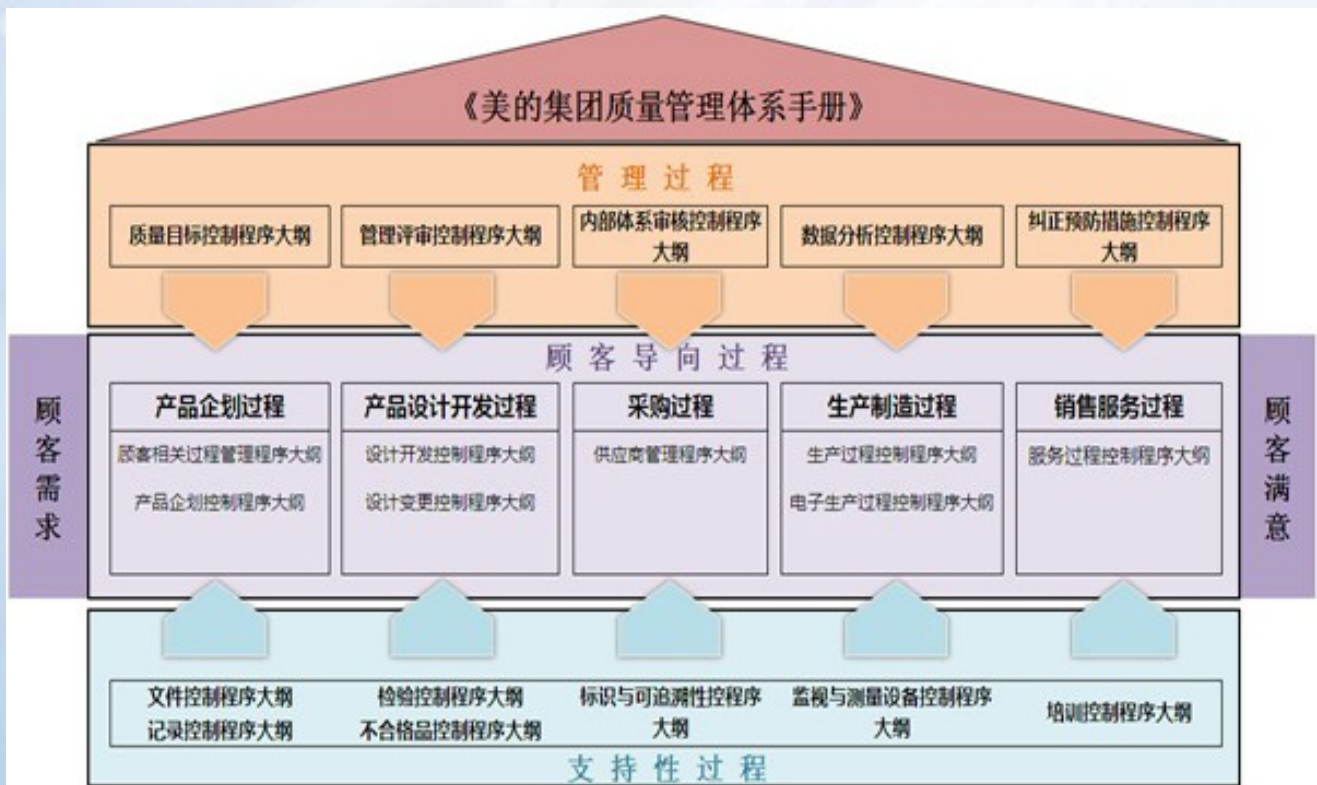 《美的集团质量管理体系手册》
管理过程
质量目标控制程序大纲
管理评审控制程序大纲
内部体系审核控制程序
大纲
数据分析控制程序大纲
纠正预防措施控制程序
大纲
顾客需求
顾客导向过程
产品企划过程
顾客相关过程管理程序大纲
产品企划控制程序大纲
产品设计开发过程
设计开发控制程序大纲
设计变更控制程序大纲
采购过程
供应商管理程序大纲
生产制造过程
生产过程控制程序大纲
电子生产过程控制程序大纲
销售服务过程
服务过程控制程序大纲
顾客满意
文件控制程序大纲
记录控制程序大纲
检验控制程序大纲
不合格品控制程序大纲
标识与可追溯性控程序
大纲
监视与测量设备控制程序
大纲
培训控制程序大纲
支持性过程